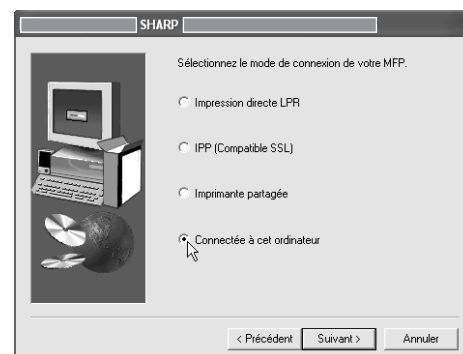 SHARP
Sélectionnez le mode de connexion de votre MFP.
Impression directe LPR
IPP (Compatible SSL)
Imprimante partagée
Connectée à cet ordinateur
< Précédent
Suivant >
Annuler